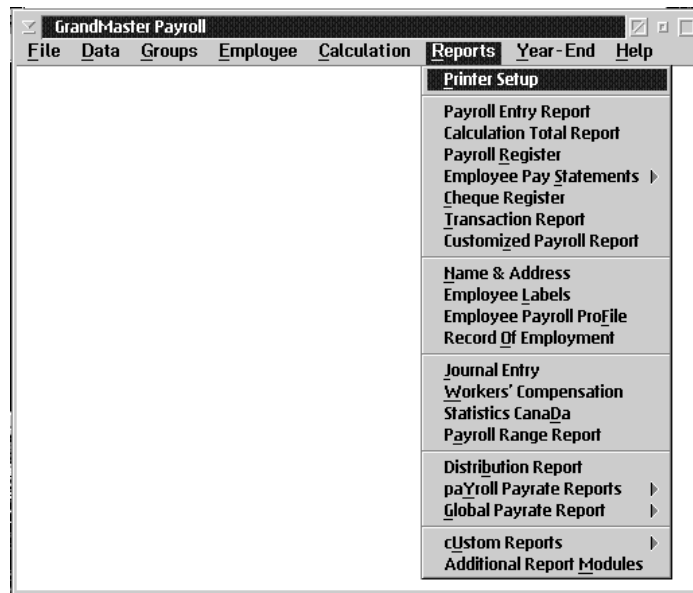 GrandMaster Payroll
File Data Groups Employee Calculation Reports Year-End Help
Printer Setup
Payroll Entry Report
Calculation Total Report
Payroll Register
Employee Pay Statements
Cheque Register
Transaction Report
Customized Payroll Report
Name & Address
Employee Labels
Employee Payroll ProFile
Record Of Employment
Journal Entry
Workers' Compensation
Statistics CanaDa
Payroll Range Report
Distribution Report
paYroll Payrate Reports
Global Payrate Report
cUstom Reports
Additional Report Modules